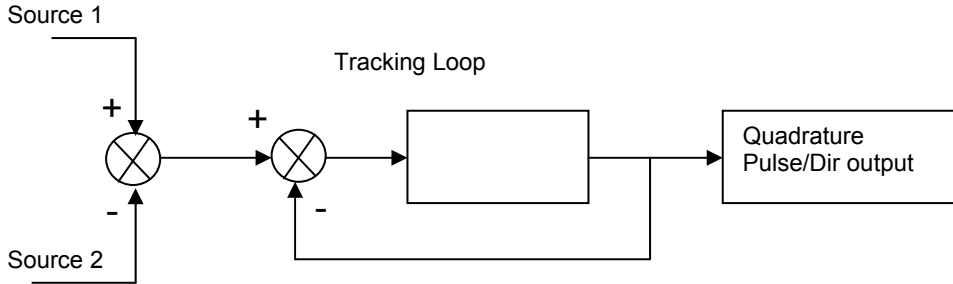 Source 1
Tracking Loop
+
+
Quadrature
Pulse/Dir output
-
-
Source 2